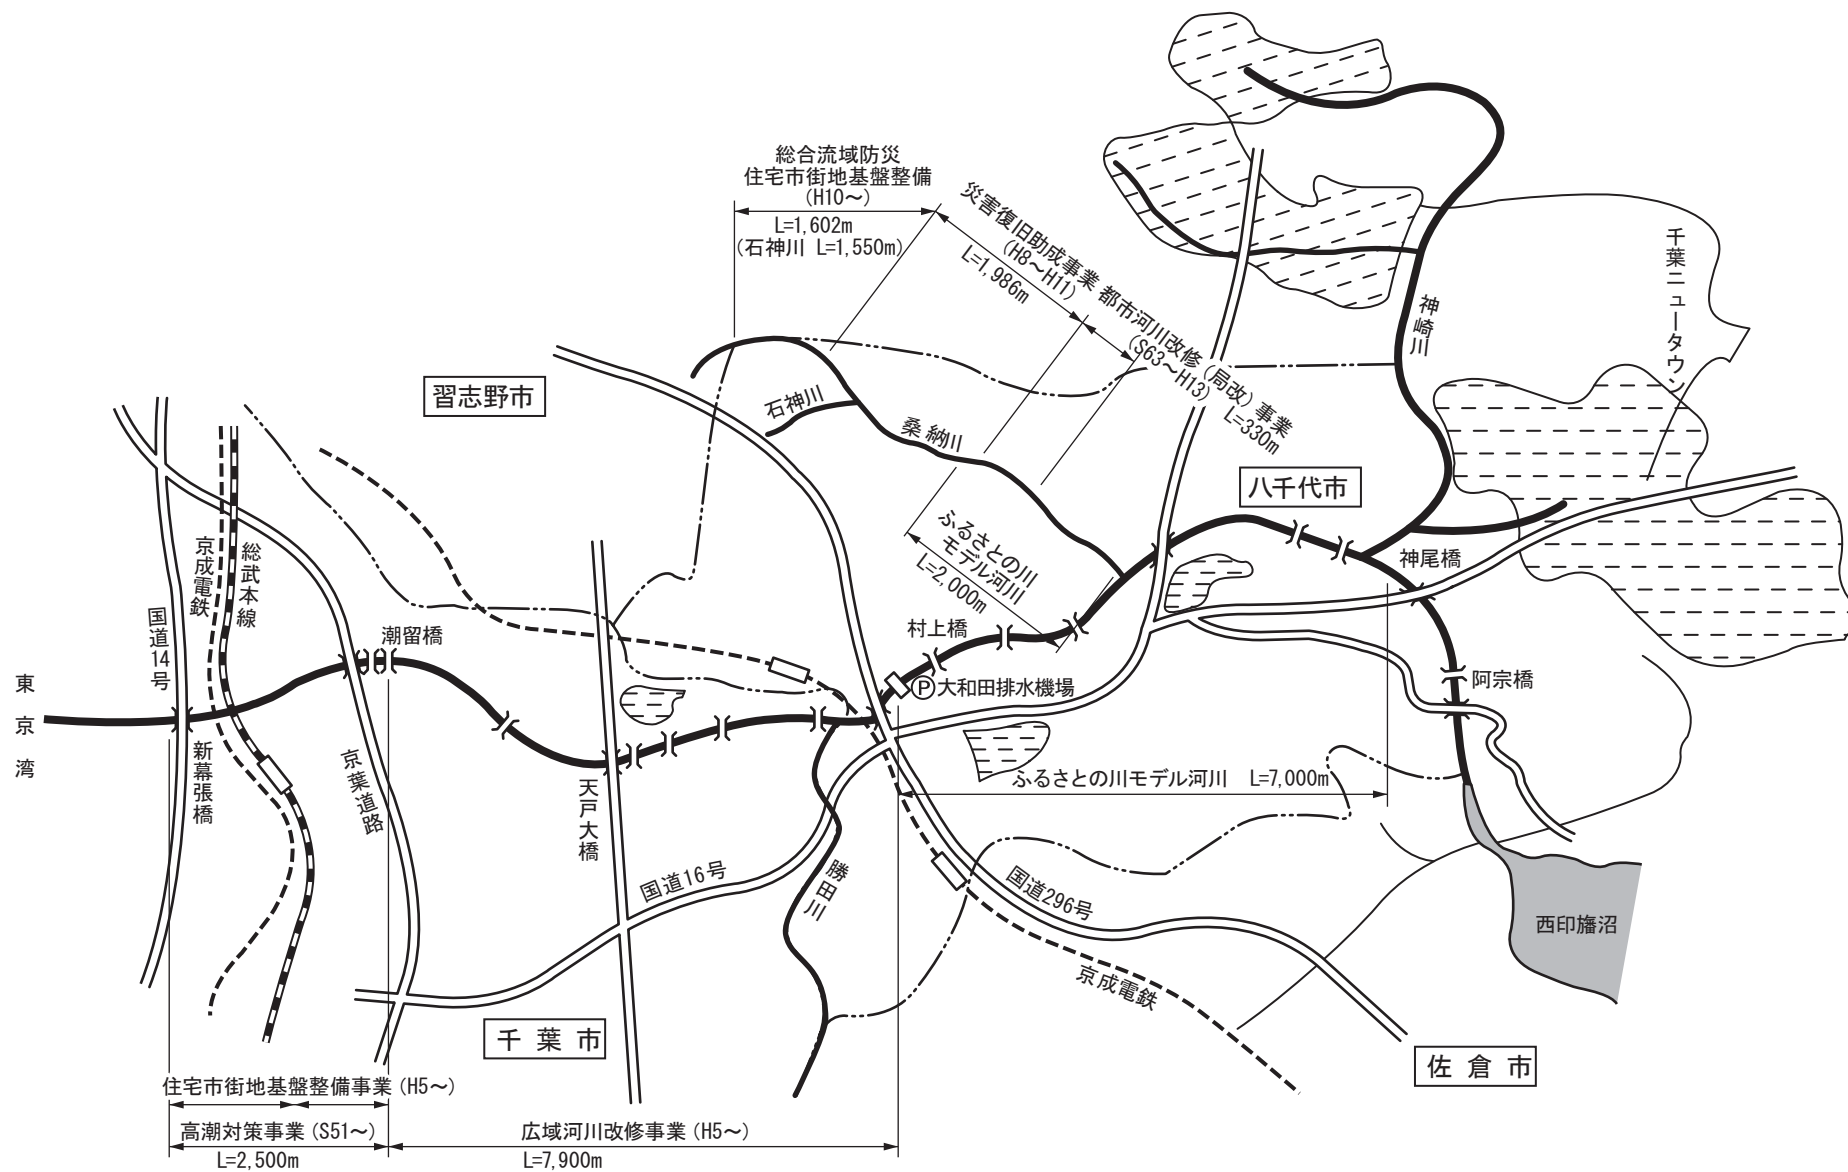 総合流域防災
住宅市街地基盤整備
(H10～)
L=1,602m
(石神川 L=1,550m)
災害復旧助成事業
(H8～H11)
L=1,986m
都市河川改修(局改)事業
(S63～H13)
L=330m
千葉ニュータウン
神崎川
習志野市
石神川
桑納川
八千代市
ふるさとの川
モデル河川
L=2,000m
神尾橋
京成電鉄
総武本線
国道14号
潮留橋
村上橋
阿宗橋
東京湾
Ⓟ大和田排水機場
新幕張橋
京葉道路
天戸大橋
ふるさとの川モデル河川 L=7,000m
国道16号
勝田川
国道296号
西印旛沼
京成電鉄
千葉市
佐倉市
住宅市街地基盤整備事業(H5～)
高潮対策事業(S51～)
L=2,500m
広域河川改修事業(H5～)
L=7,900m